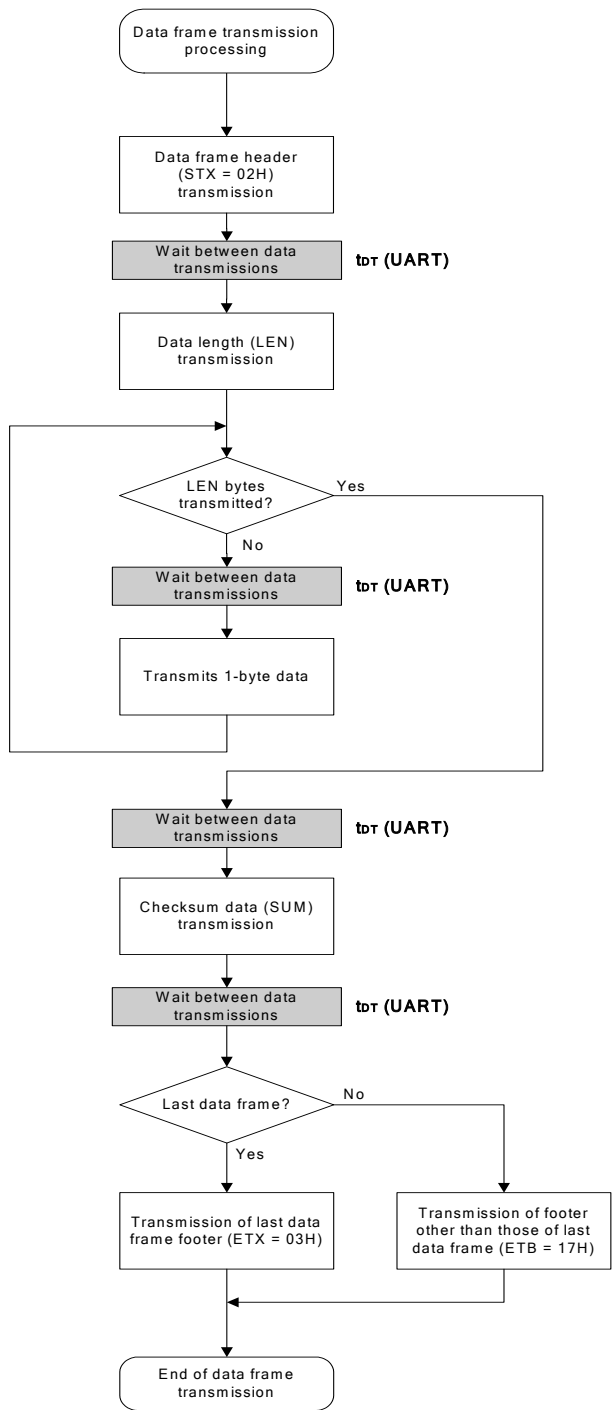 Data frame transmission
processing
Data frame header
(STX = 02H)
transmission
Wait between data
transmissions
tDT (UART)
Data length (LEN)
transmission
LEN bytes
transmitted?
Yes
No
Wait between data
transmissions
tDT (UART)
Transmits 1-byte data
Wait between data
transmissions
tDT (UART)
Checksum data (SUM)
transmission
Wait between data
transmissions
tDT (UART)
Last data frame?
No
Yes
Transmission of last data
frame footer (ETX = 03H)
Transmission of footer
other than those of last
data frame (ETB = 17H)
End of data frame
transmission